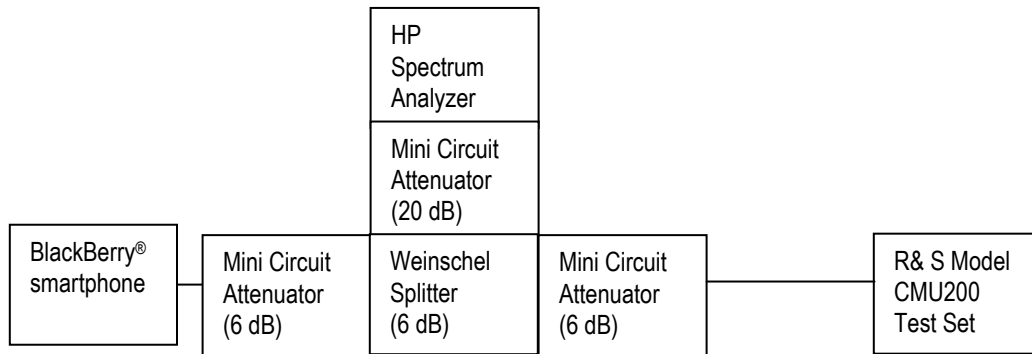 HP
Spectrum
Analyzer
Mini Circuit
Attenuator
(20 dB)
BlackBerry®
smartphone
Mini Circuit
Attenuator
(6 dB)
Weinschel
Splitter
(6 dB)
Mini Circuit
Attenuator
(6 dB)
R& S Model
CMU200
Test Set